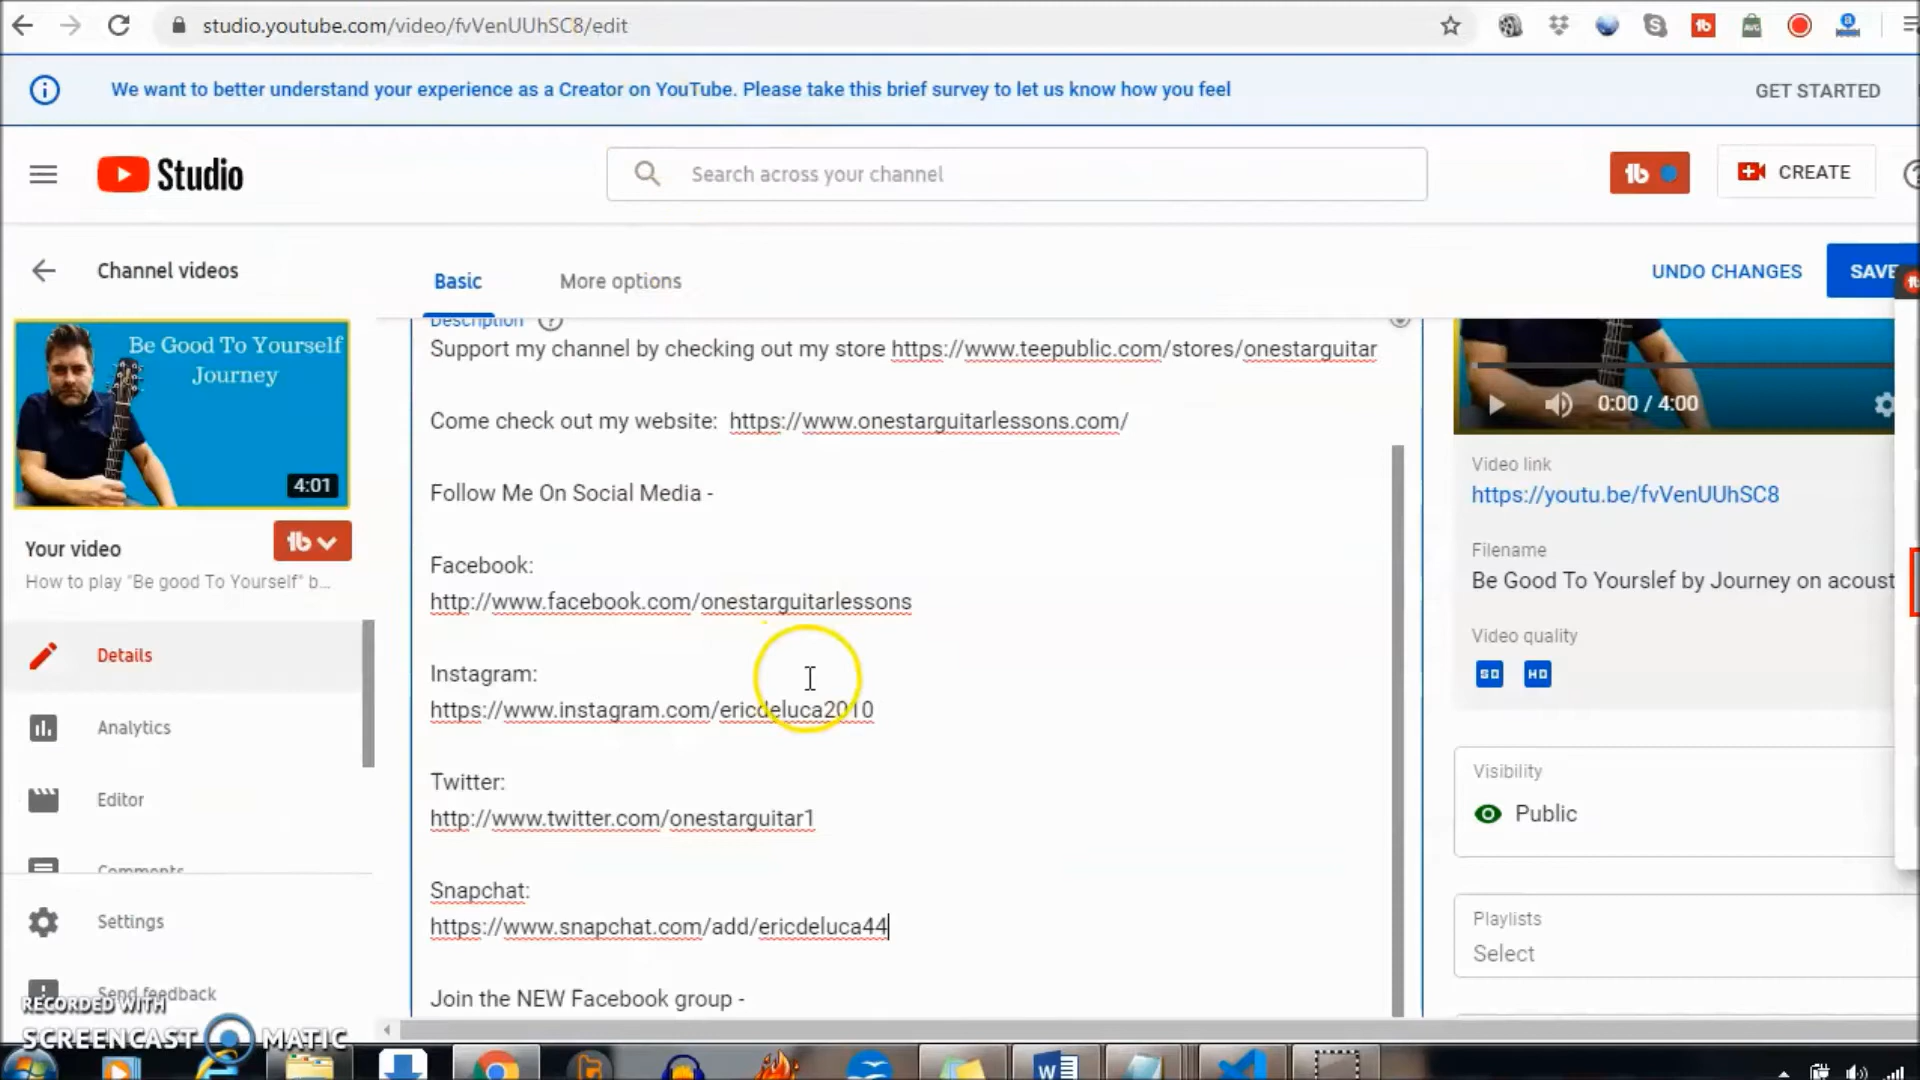 studio.youtube.com/video/fvVenUUhSC8/edit
We want to better understand your experience as a Creator on YouTube. Please take this brief survey to let us know how you feel
GET STARTED
Studio
Search across your channel
CREATE
Channel videos
Basic
More options
UNDO CHANGES
SAVE
Description
Be Good To Yourself
Journey
4:01
Your video
How to play "Be good To Yourself" b...
Details
Analytics
Editor
Comments
Settings
Send feedback
Support my channel by checking out my store https://www.teepublic.com/stores/onestarguitar
Come check out my website:  https://www.onestarguitarlessons.com/
Follow Me On Social Media -
Facebook:
http://www.facebook.com/onestarguitarlessons
Instagram:
https://www.instagram.com/ericdeluca2010
Twitter:
http://www.twitter.com/onestarguitar1
Snapchat:
https://www.snapchat.com/add/ericdeluca44
Join the NEW Facebook group -
0:00 / 4:00
Video link
https://youtu.be/fvVenUUhSC8
Filename
Be Good To Yourslef by Journey on acoust
Video quality
SD
HD
Visibility
Public
Playlists
Select
RECORDED WITH
SCREENCAST MATIC